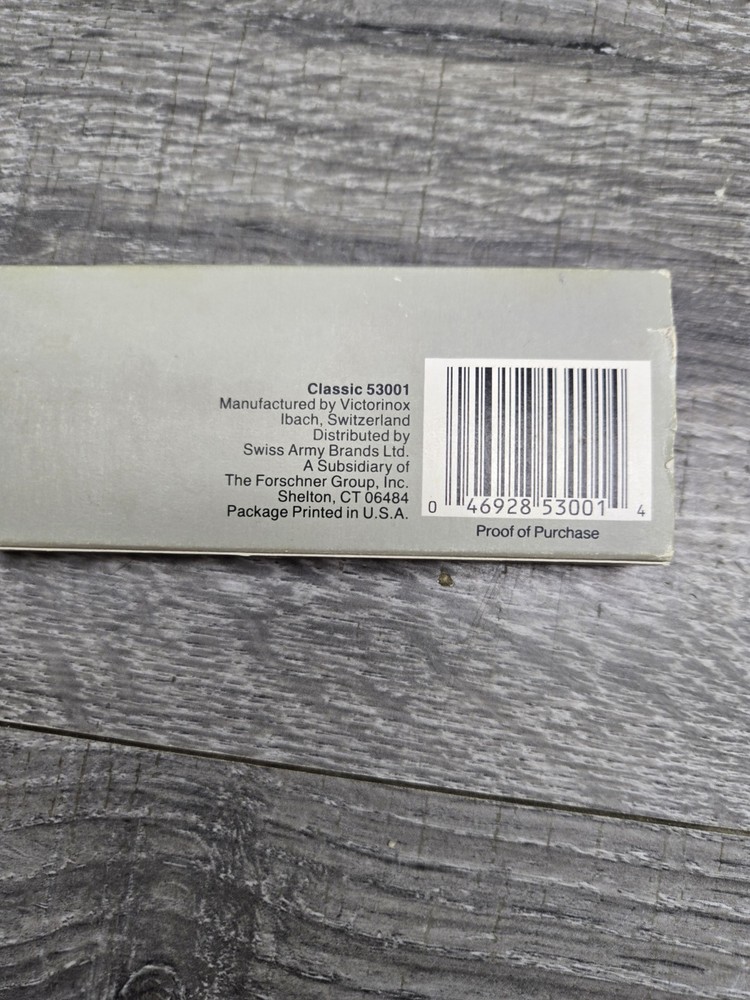 Classic 53001
Manufactured by Victorinox
Ibach, Switzerland
Distributed by
Swiss Army Brands Ltd.
A Subsidiary of
The Forschner Group, Inc.
Shelton, CT 06484
Package Printed in U.S.A.
0 46928 53001 4
Proof of Purchase